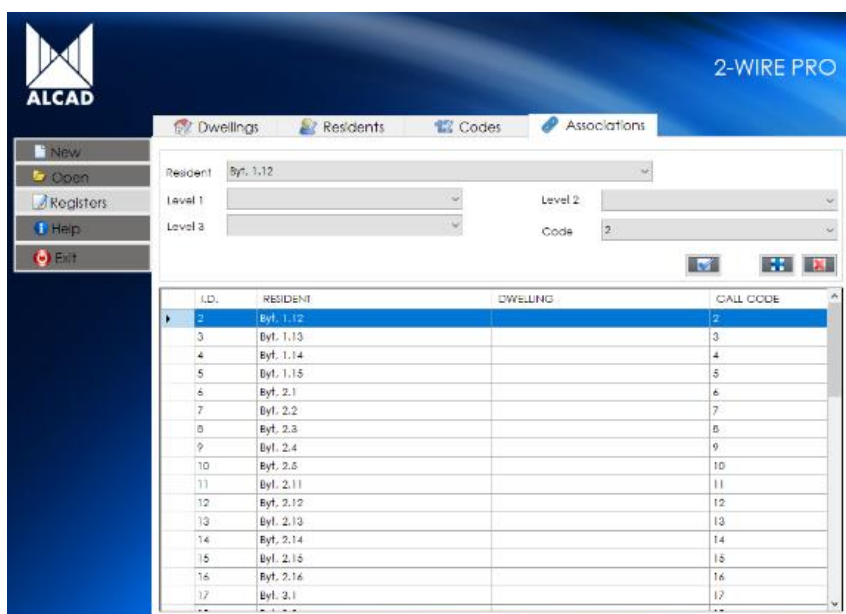 ALCAD
2-WIRE PRO
Dwellings Residents Codes Associations
New
Open
Registers
Help
Exit
Resident Byt. 1.12
Level 1 Level 2
Level 3 Code 2
I.D. RESIDENT DWELLING CALL CODE
2 Byt. 1.12 2
3 Byt. 1.13 3
4 Byt. 1.14 4
5 Byt. 1.15 5
6 Byt. 2.1 6
7 Byt. 2.2 7
8 Byt. 2.3 8
9 Byt. 2.4 9
10 Byt. 2.5 10
11 Byt. 2.11 11
12 Byt. 2.12 12
13 Byt. 2.13 13
14 Byt. 2.14 14
15 Byt. 2.15 15
16 Byt. 2.16 16
17 Byt. 3.1 17